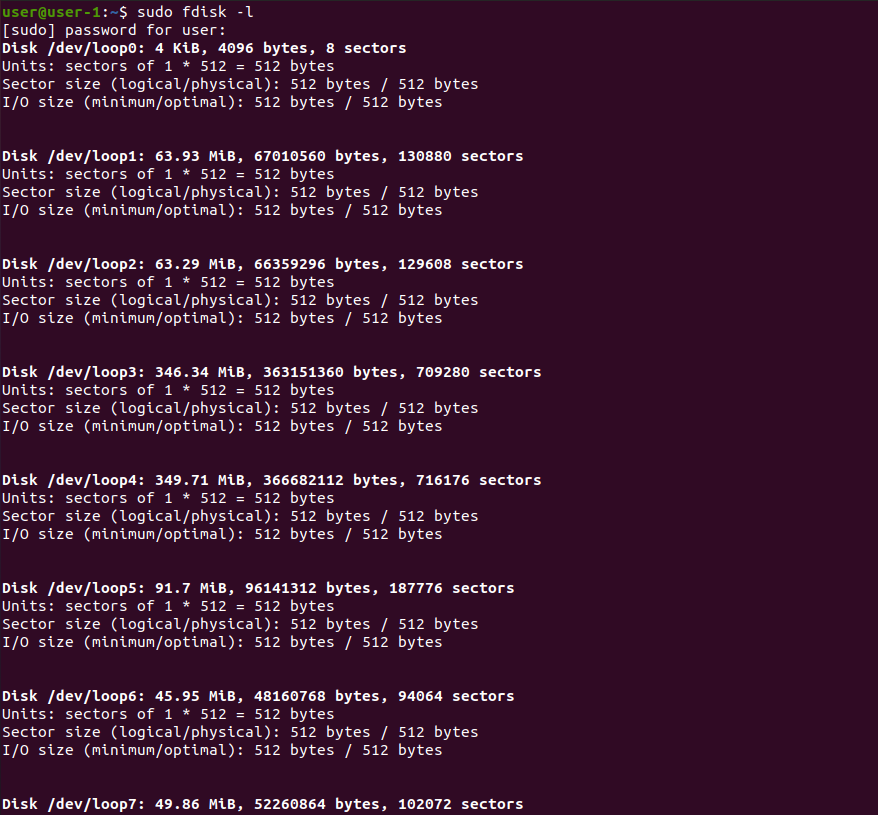 user@user-1:~$ sudo fdisk -l
[sudo] password for user:
Disk /dev/loop0: 4 KiB, 4096 bytes, 8 sectors
Units: sectors of 1 * 512 = 512 bytes
Sector size (logical/physical): 512 bytes / 512 bytes
I/O size (minimum/optimal): 512 bytes / 512 bytes
Disk /dev/loop1: 63.93 MiB, 67010560 bytes, 130880 sectors
Units: sectors of 1 * 512 = 512 bytes
Sector size (logical/physical): 512 bytes / 512 bytes
I/O size (minimum/optimal): 512 bytes / 512 bytes
Disk /dev/loop2: 63.29 MiB, 66359296 bytes, 129608 sectors
Units: sectors of 1 * 512 = 512 bytes
Sector size (logical/physical): 512 bytes / 512 bytes
I/O size (minimum/optimal): 512 bytes / 512 bytes
Disk /dev/loop3: 346.34 MiB, 363151360 bytes, 709280 sectors
Units: sectors of 1 * 512 = 512 bytes
Sector size (logical/physical): 512 bytes / 512 bytes
I/O size (minimum/optimal): 512 bytes / 512 bytes
Disk /dev/loop4: 349.71 MiB, 366682112 bytes, 716176 sectors
Units: sectors of 1 * 512 = 512 bytes
Sector size (logical/physical): 512 bytes / 512 bytes
I/O size (minimum/optimal): 512 bytes / 512 bytes
Disk /dev/loop5: 91.7 MiB, 96141312 bytes, 187776 sectors
Units: sectors of 1 * 512 = 512 bytes
Sector size (logical/physical): 512 bytes / 512 bytes
I/O size (minimum/optimal): 512 bytes / 512 bytes
Disk /dev/loop6: 45.95 MiB, 48160768 bytes, 94064 sectors
Units: sectors of 1 * 512 = 512 bytes
Sector size (logical/physical): 512 bytes / 512 bytes
I/O size (minimum/optimal): 512 bytes / 512 bytes
Disk /dev/loop7: 49.86 MiB, 52260864 bytes, 102072 sectors